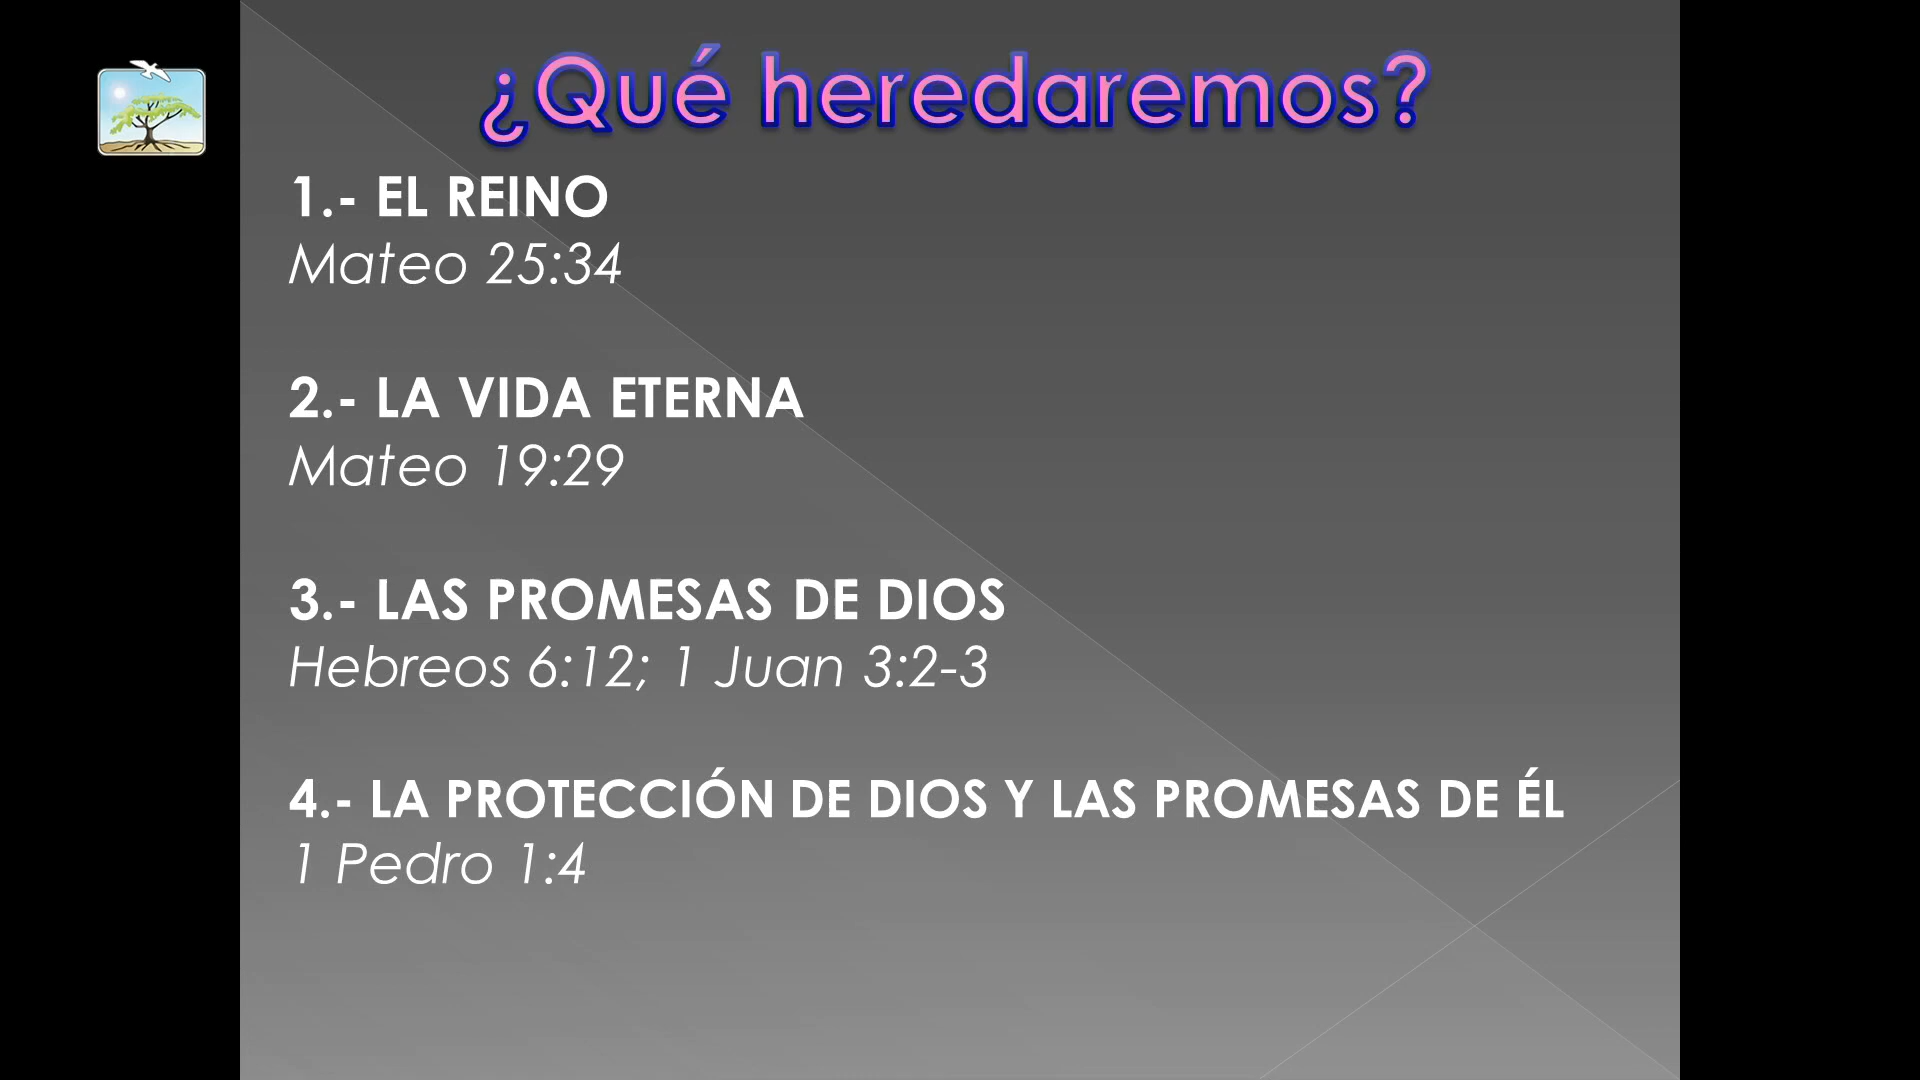 ¿Qué heredaremos?
1.- EL REINO
Mateo 25:34
2.- LA VIDA ETERNA
Mateo 19:29
3.- LAS PROMESAS DE DIOS
Hebreos 6:12; 1 Juan 3:2-3
4.- LA PROTECCIÓN DE DIOS Y LAS PROMESAS DE ÉL
1 Pedro 1:4